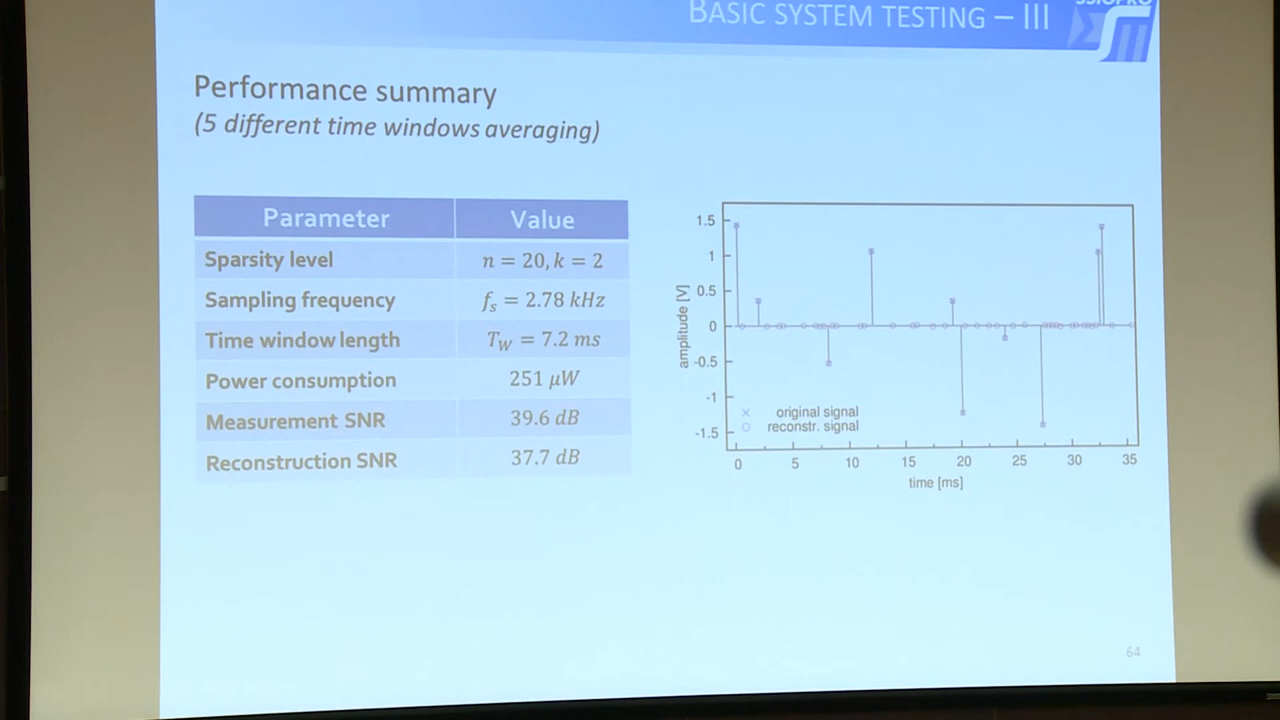 BASIC SYSTEM TESTING – III
SSIGPRO
Performance summary
(5 different time windows averaging)
Parameter Value
Sparsity level n = 20, k = 2
Sampling frequency fs = 2.78 kHz
Time window length TW = 7.2 ms
Power consumption 251 μW
Measurement SNR 39.6 dB
Reconstruction SNR 37.7 dB
1.5
1
0.5
0
-0.5
-1
-1.5
amplitude [V]
original signal
reconstr. signal
0 5 10 15 20 25 30 35
time [ms]
64